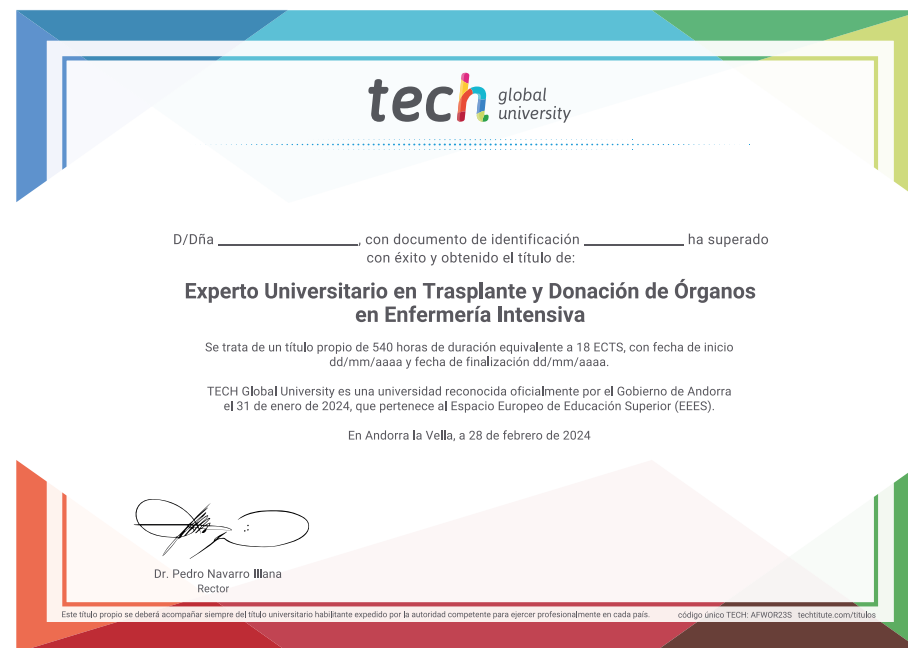 tech global university
D/Dña ____________, con documento de identificación ____________ ha superado
con éxito y obtenido el título de:
Experto Universitario en Trasplante y Donación de Órganos
en Enfermería Intensiva
Se trata de un título propio de 540 horas de duración equivalente a 18 ECTS, con fecha de inicio
dd/mm/aaaa y fecha de finalización dd/mm/aaaa.
TECH Global University es una universidad reconocida oficialmente por el Gobierno de Andorra
el 31 de enero de 2024, que pertenece al Espacio Europeo de Educación Superior (EEES).
En Andorra la Vella, a 28 de febrero de 2024
Dr. Pedro Navarro Illana
Rector
Este título propio se deberá acompañar siempre del título universitario habilitante expedido por la autoridad competente para ejercer profesionalmente en cada país. código único TECH: AFWOR23S techtitute.com/titulos